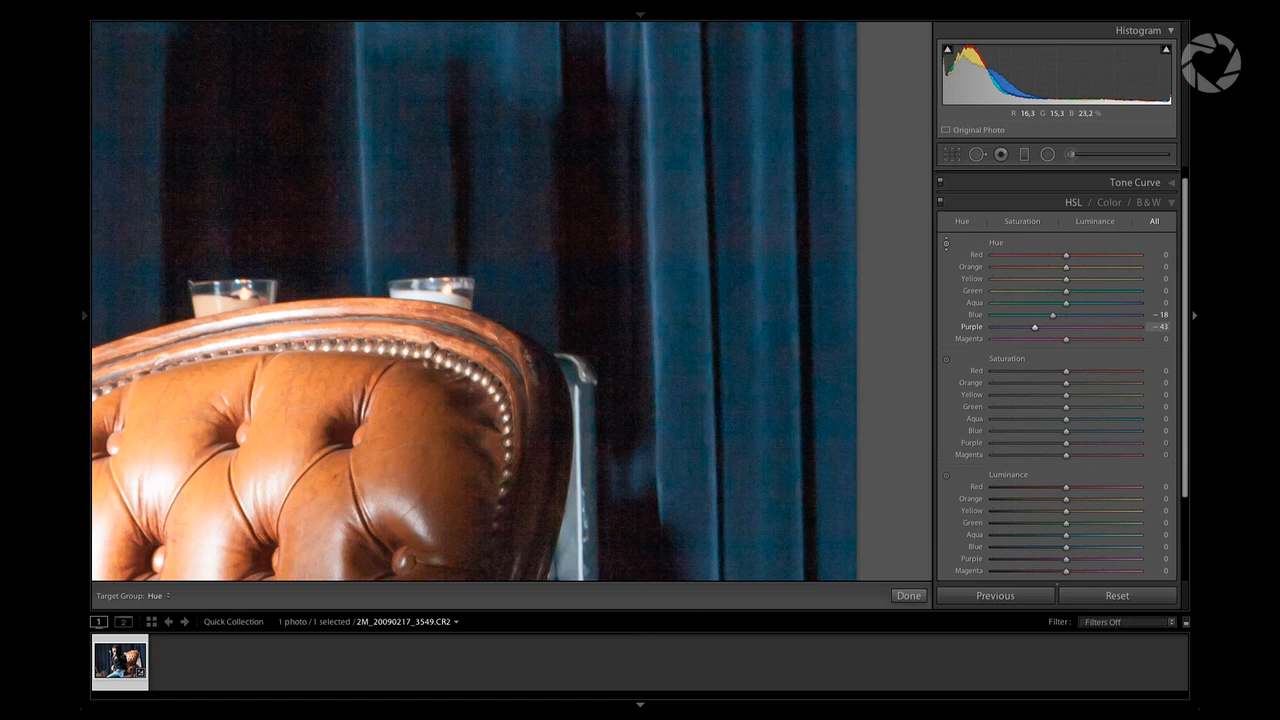 Histogram
R 16,3 G 15,3 B 23,2 %
Original Photo
Tone Curve
HSL / Color / B & W
Hue Saturation Luminance All
Hue
Red 0
Orange 0
Yellow 0
Green 0
Aqua 0
Blue – 18
Purple – 43
Magenta 0
Saturation
Red 0
Orange 0
Yellow 0
Green 0
Aqua 0
Blue 0
Purple 0
Magenta 0
Luminance
Red 0
Orange 0
Yellow 0
Green 0
Aqua 0
Blue 0
Purple 0
Magenta 0
Target Group: Hue Done Previous Reset
1 2 Quick Collection 1 photo / 1 selected / 2M_20090217_3549.CR2 Filter : Filters Off